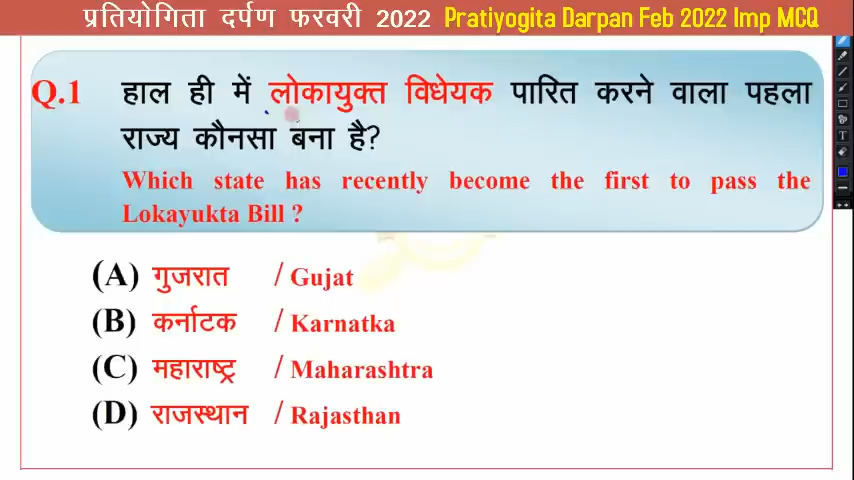 प्रतियोगिता दर्पण फरवरी 2022 Pratiyogita Darpan Feb 2022 Imp MCQ
Q.1 हाल ही में लोकायुक्त विधेयक पारित करने वाला पहला
राज्य कौनसा बना है?
Which state has recently become the first to pass the
Lokayukta Bill ?
(A) गुजरात / Gujat
(B) कर्नाटक / Karnatka
(C) महाराष्ट्र / Maharashtra
(D) राजस्थान / Rajasthan